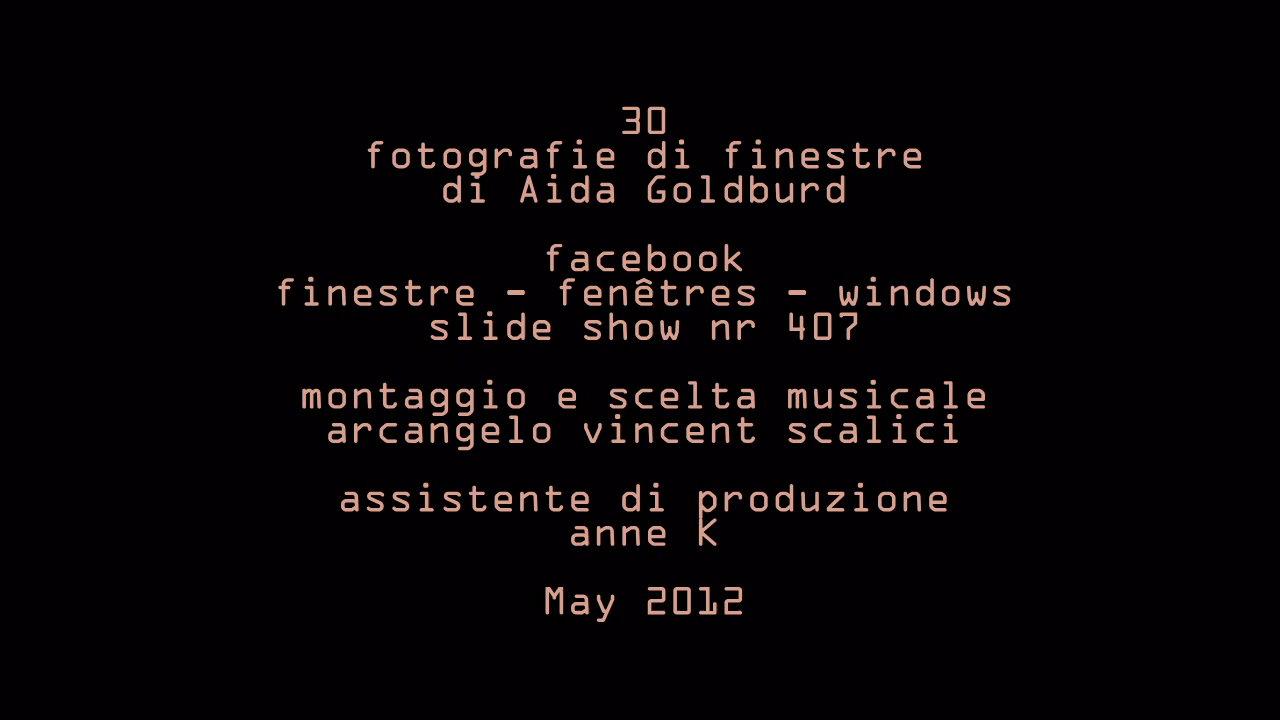 30
fotografie di finestre
di Aida Goldburd
facebook
finestre - fenêtres - windows
slide show nr 407
montaggio e scelta musicale
arcangelo vincent scalici
assistente di produzione
anne K
May 2012